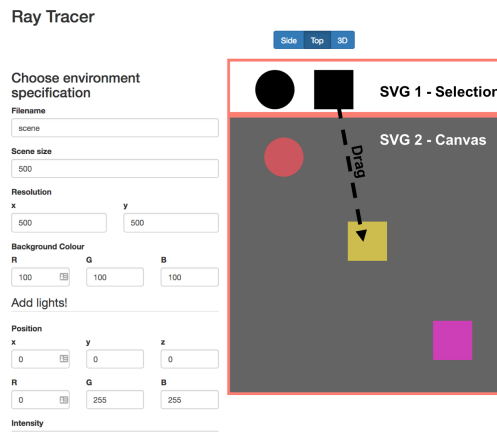 Ray Tracer
Side Top 3D
Choose environment
specification
Filename
scene
Scene size
500
Resolution
x y
500 500
Background Colour
R G B
100 100 100
Add lights!
Position
x y z
0 0 0
R G B
0 255 255
Intensity
SVG 1 - Selection
SVG 2 - Canvas
Drag